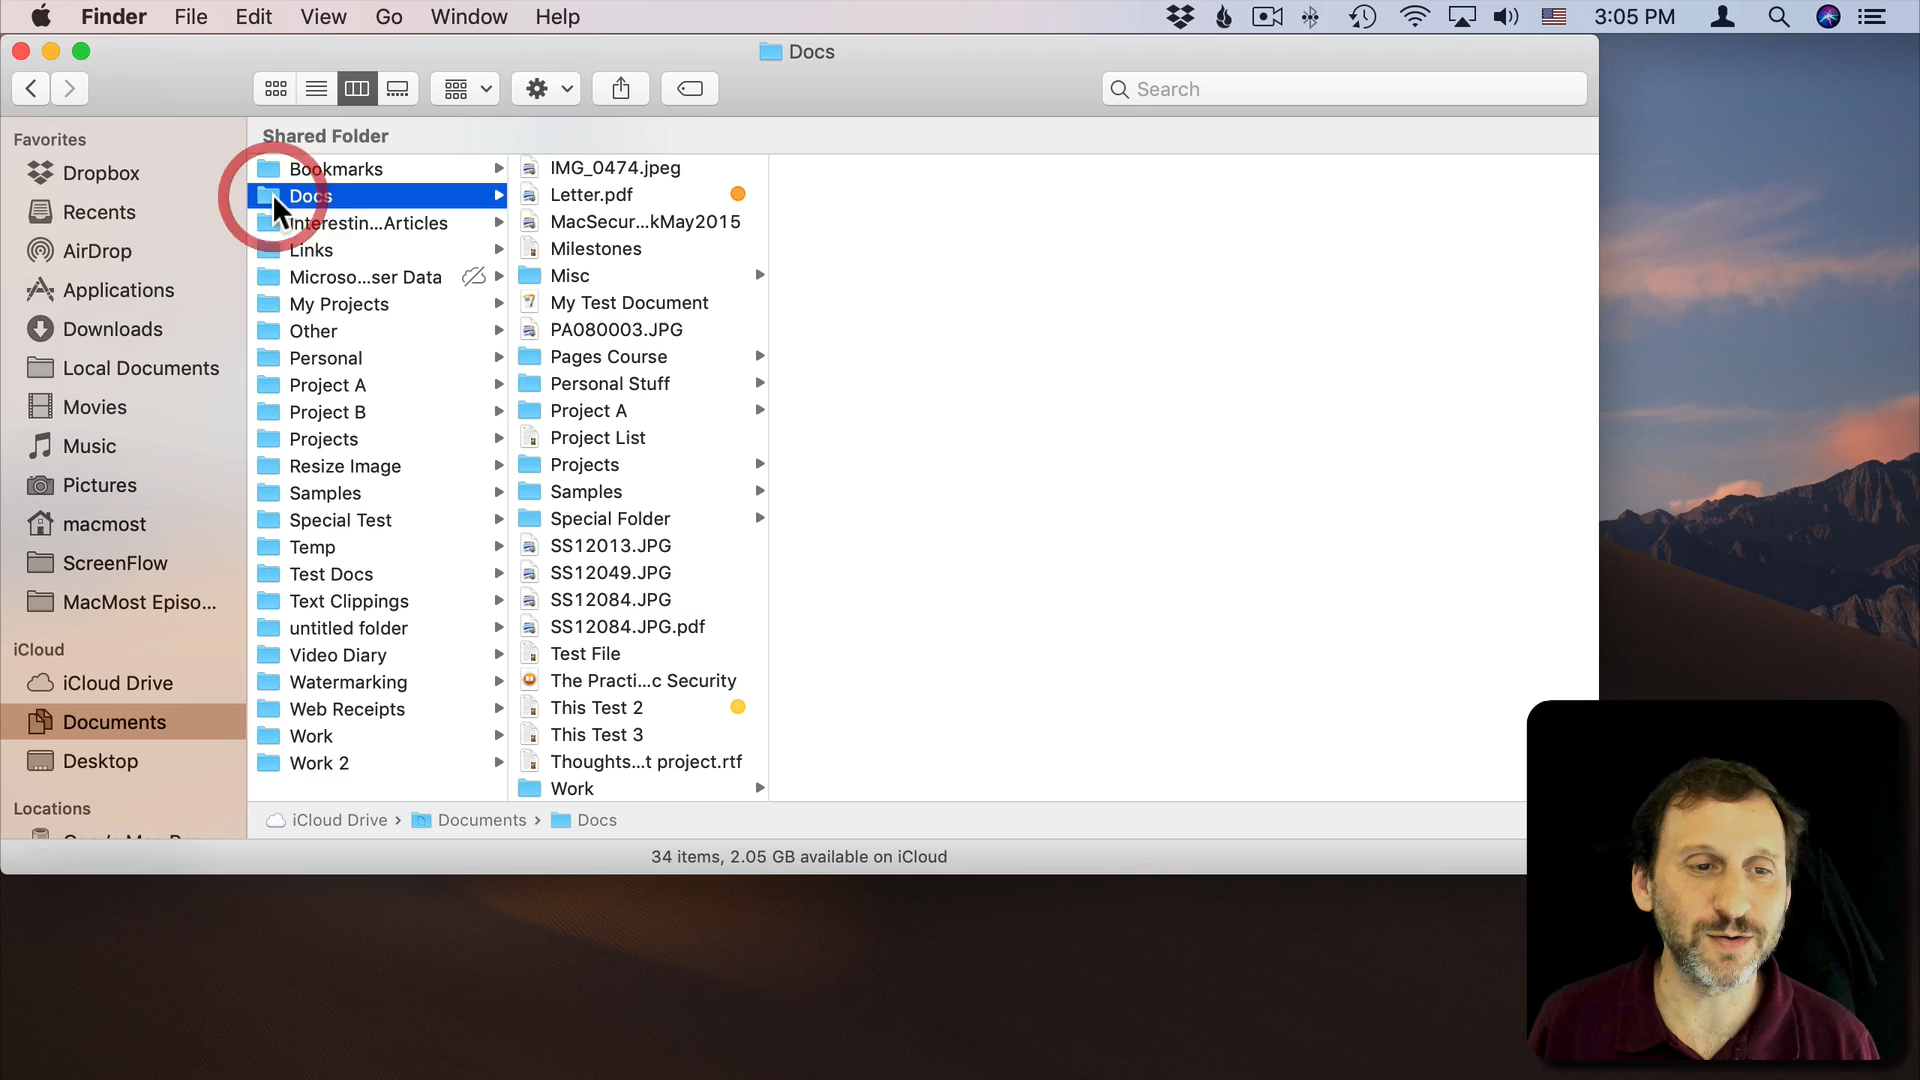 Finder File Edit View Go Window Help 3:05 PM
Docs
Search
Favorites
Dropbox
Recents
AirDrop
Applications
Downloads
Local Documents
Movies
Music
Pictures
macmost
ScreenFlow
MacMost Episo...
iCloud
iCloud Drive
Documents
Desktop
Locations
Shared Folder
Bookmarks
Docs
Interestin...Articles
Links
Microso...ser Data
My Projects
Other
Personal
Project A
Project B
Projects
Resize Image
Samples
Special Test
Temp
Test Docs
Text Clippings
untitled folder
Video Diary
Watermarking
Web Receipts
Work
Work 2
IMG_0474.jpeg
Letter.pdf
MacSecur...kMay2015
Milestones
Misc
My Test Document
PA080003.JPG
Pages Course
Personal Stuff
Project A
Project List
Projects
Samples
Special Folder
SS12013.JPG
SS12049.JPG
SS12084.JPG
SS12084.JPG.pdf
Test File
The Practi...c Security
This Test 2
This Test 3
Thoughts...t project.rtf
Work
iCloud Drive › Documents › Docs
34 items, 2.05 GB available on iCloud